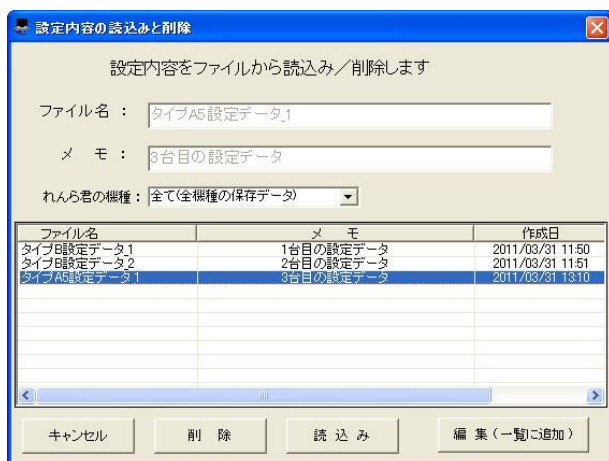 設定内容の読込みと削除
設定内容をファイルから読込み／削除します
ファイル名 ： タイプA5設定データ_1
メ モ ： 3台目の設定データ
れんら君の機種： 全て(全機種の保存データ)
ファイル名 メ モ 作成日
タイプB設定データ_1 1台目の設定データ 2011/03/31 11:50
タイプB設定データ_2 2台目の設定データ 2011/03/31 11:51
タイプA5設定データ_1 3台目の設定データ 2011/03/31 13:10
キャンセル 削 除 読 込 み 編 集 ( 一覧に追加 )